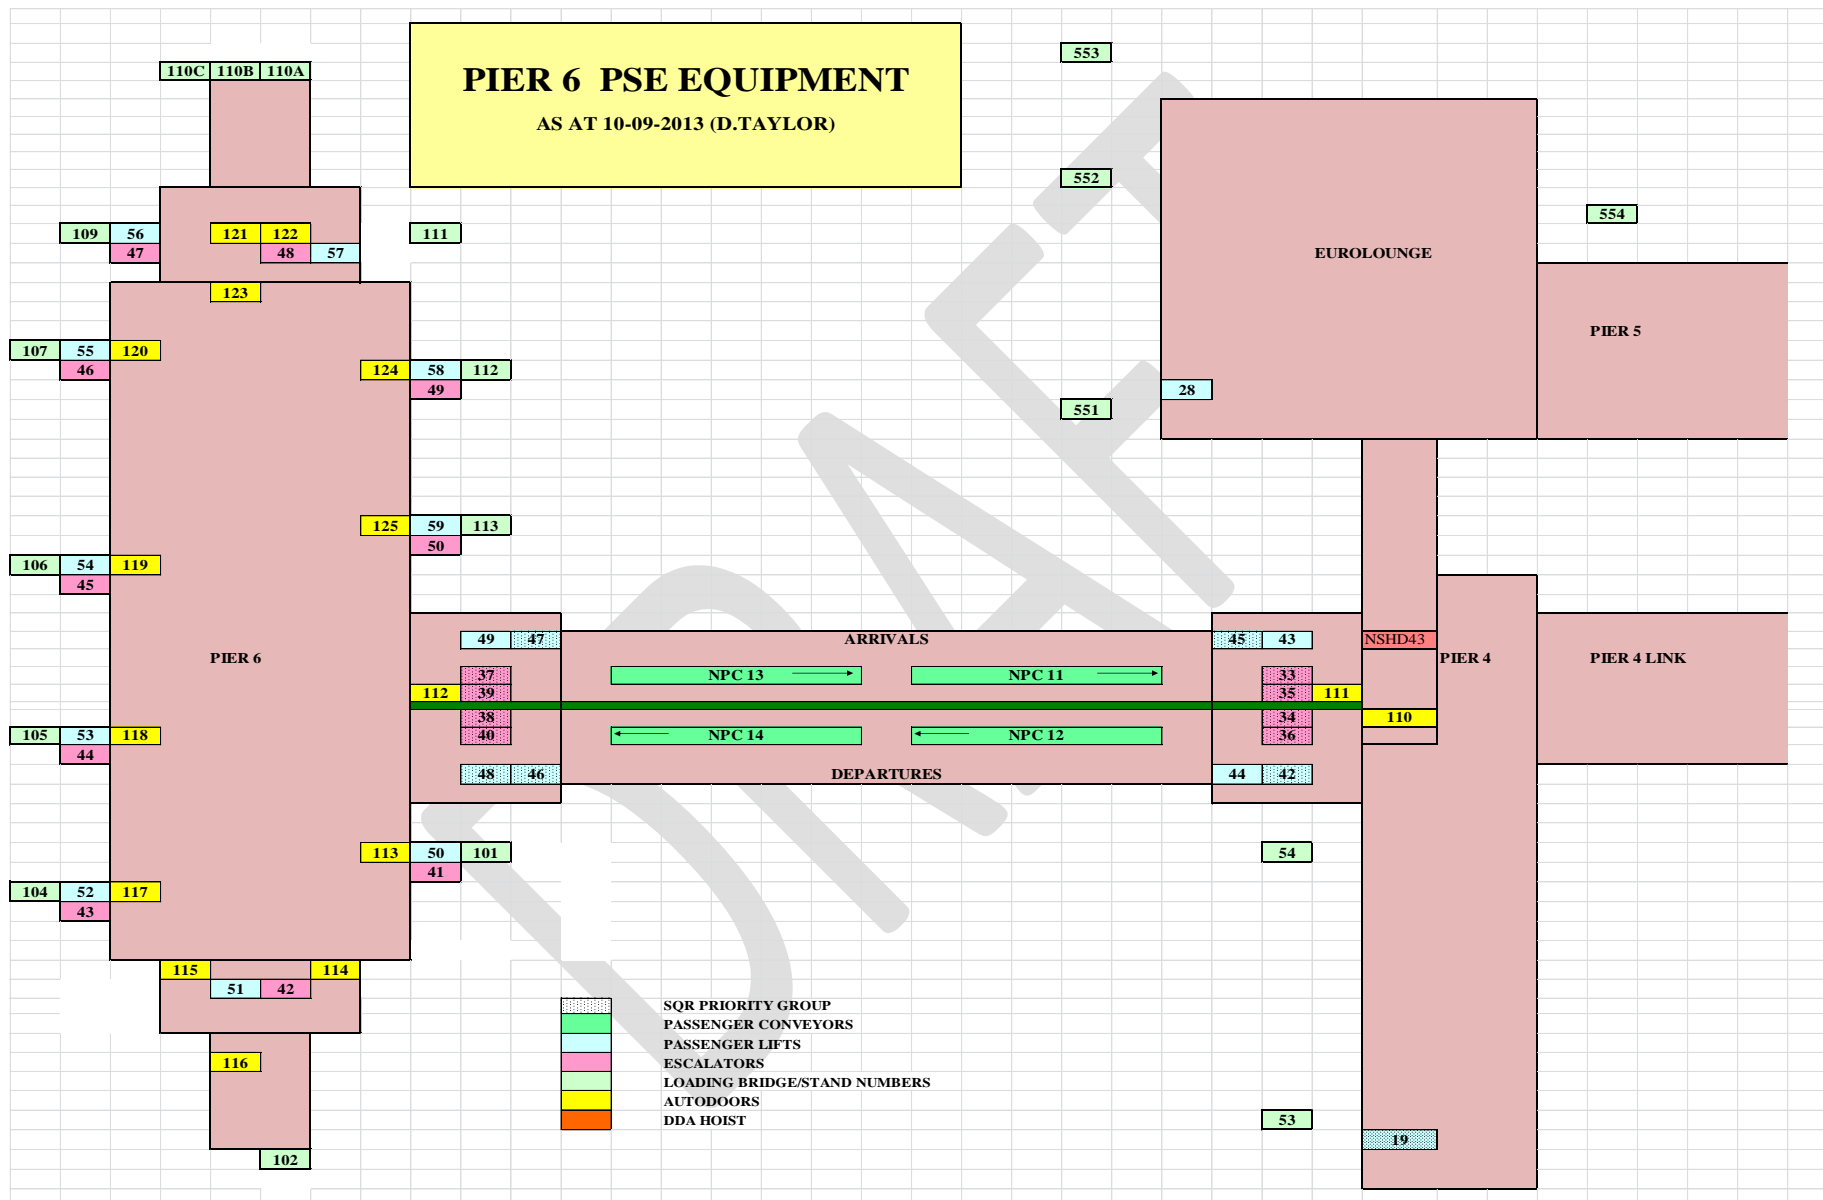 PIER 6 PSE EQUIPMENT
AS AT 10-09-2013 (D.TAYLOR)
553
110C 110B 110A
552
554
109 56 121 122 111
47 48 57
EUROLOUNGE
123
PIER 5
107 55 120
46 124 58 112
49 28
551
125 59 113
50
106 54 119
45
49 47 ARRIVALS 45 43 NSHD43
PIER 6 PIER 4 PIER 4 LINK
37 NPC 13 NPC 11 33
112 39 35 111
38 34 110
105 53 118 40 NPC 14 NPC 12 36
44
48 46 DEPARTURES 44 42
113 50 101 54
41
104 52 117
43
115 114
51 42
SQR PRIORITY GROUP
PASSENGER CONVEYORS
PASSENGER LIFTS
116 ESCALATORS
LOADING BRIDGE/STAND NUMBERS
AUTODOORS
DDA HOIST 53
19
102
DRAFT